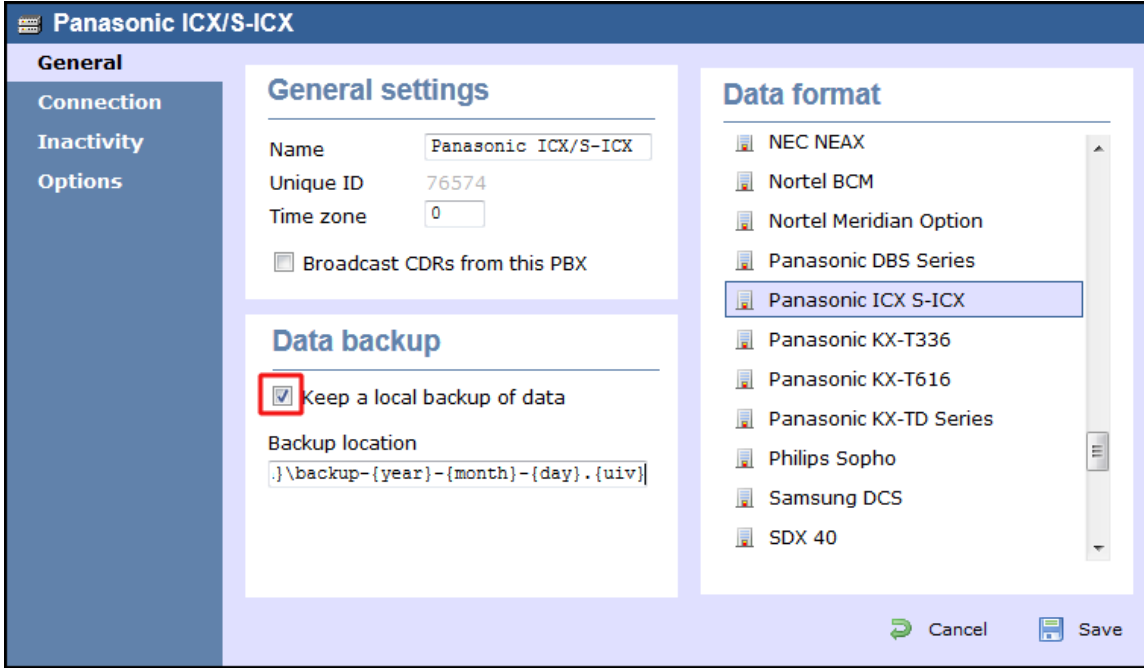 Panasonic ICX/S-ICX
General
Connection
Inactivity
Options
General settings
Name
Panasonic ICX/S-ICX
Unique ID
76574
Time zone
0
Broadcast CDRs from this PBX
Data backup
Keep a local backup of data
Backup location
.}\backup-{year}-{month}-{day}.{uiv}
Data format
NEC NEAX
Nortel BCM
Nortel Meridian Option
Panasonic DBS Series
Panasonic ICX S-ICX
Panasonic KX-T336
Panasonic KX-T616
Panasonic KX-TD Series
Philips Sopho
Samsung DCS
SDX 40
Cancel
Save